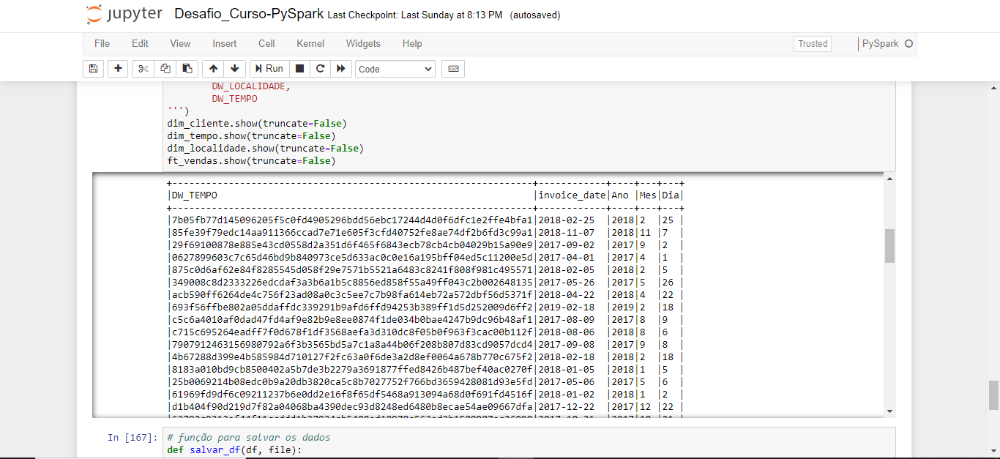 jupyter Desafio_Curso-PySpark Last Checkpoint: Last Sunday at 8:13 PM (autosaved)
File Edit View Insert Cell Kernel Widgets Help Trusted PySpark
Run Code
DW_LOCALIDADE,
DW_TEMPO
''')
dim_cliente.show(truncate=False)
dim_tempo.show(truncate=False)
dim_localidade.show(truncate=False)
ft_vendas.show(truncate=False)
+----------------------------------------------------------------+------------+----+---+---+
|DW_TEMPO                                                        |invoice_date|Ano |Mes|Dia|
+----------------------------------------------------------------+------------+----+---+---+
|7b05fb77d145096205f5c0fd4905296bdd56ebc17244d4d0f6dfc1e2ffe4bfa1|2018-02-25  |2018|2  |25 |
|85fe39f79edc14aa911366ccad7e71e605f3cfd40752fe8ae74df2b6fd3c99a1|2018-11-07  |2018|11 |7  |
|29f69100878e885e43cd0558d2a351d6f465f6843ecb78cb4cb04029b15a90e9|2017-09-02  |2017|9  |2  |
|0627899603c7c65d46bd9b840973ce5d633ac0c0e16a195bff04ed5c11200e5d|2017-04-01  |2017|4  |1  |
|875c0d6af62e84f8285545d058f29e7571b5521a6483c8241f808f981c495571|2018-02-05  |2018|2  |5  |
|349008c8d2333226edcdaf3a3b6a1b5c8856ed858f55a49ff043c2b002648135|2017-05-26  |2017|5  |26 |
|acb590ff6264de4c756f23ad08a0c3c5ee7c7b98fa614eb72a572dbf56d5371f|2018-04-22  |2018|4  |22 |
|693f56ffbe802a05ddaffdc339291b9afd6ffd94253b389ff1d5d252009d6ff2|2019-02-18  |2019|2  |18 |
|c5c6a4010af0dad47fd4af9e82b9e8ee0874f1de034b0bae4247b9dc96b48af1|2017-08-09  |2017|8  |9  |
|c715c695264eadff7f0d678f1df3568aefa3d310dc8f05b0f963f3cac00b112f|2018-08-06  |2018|8  |6  |
|7907912463156980792a6f3b3565bd5a7c1a8a44b06f208b807d83cd9057dcd4|2017-09-08  |2017|9  |8  |
|4b67288d399e4b585984d710127f2fc63a0f6de3a2d8ef0064a678b770c675f2|2018-02-18  |2018|2  |18 |
|8183a010bd9cb8500402a5b7de3b2279a3691877ffed8426b487bef40ac0270f|2018-01-05  |2018|1  |5  |
|25b0069214b08edc0b9a20db3820ca5c8b7027752f766bd3659428081d93e5fd|2017-05-06  |2017|5  |6  |
|61969fd9df6c09211237b6e0dd2e16f8f65df5468a913094a68d0f691fd4516f|2018-01-02  |2018|1  |2  |
|d1b404f90d219d7f82a04068ba4390dec93d8248ed6480b8ecae54ae09667dfa|2017-12-22  |2017|12 |22 |
In [167]: # função para salvar os dados
def salvar_df(df, file):